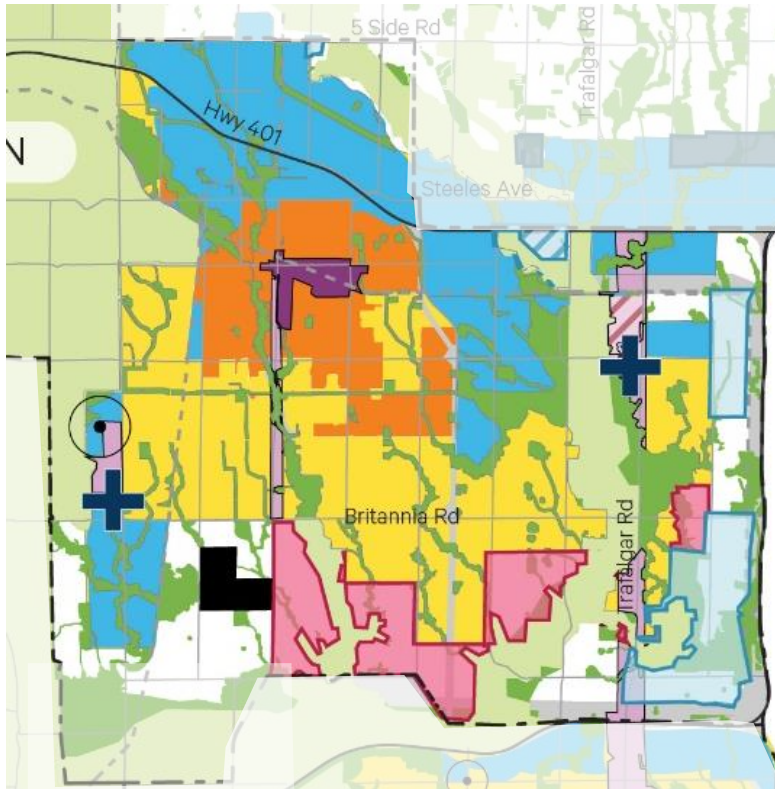 5 Side Rd
Trafalgar Rd
Hwy 401
N
Steeles Ave
Britannia Rd
Trafalgar Rd